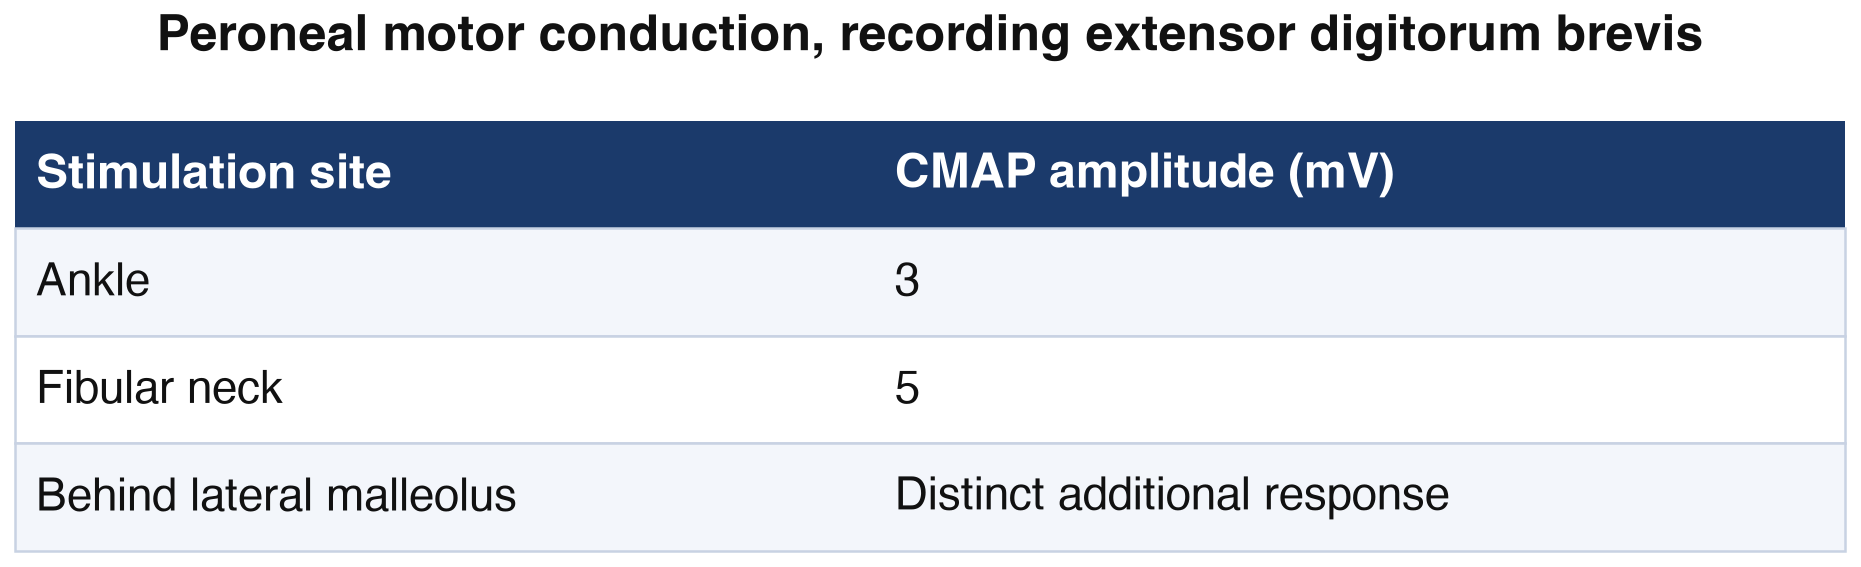 Peroneal motor conduction, recording extensor digitorum brevis
Stimulation site CMAP amplitude (mV)
Ankle 3
Fibular neck 5
Behind lateral malleolus Distinct additional response